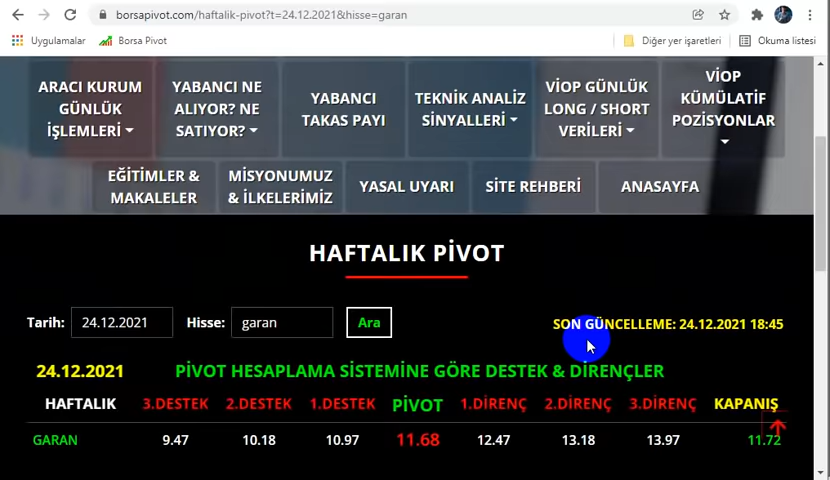 borsapivot.com/haftalik-pivot?t=24.12.2021&hisse=garan
Uygulamalar Borsa Pivot Diğer yer işaretleri Okuma listesi
ARACI KURUM GÜNLÜK İŞLEMLERİ
YABANCI NE ALIYOR? NE SATIYOR?
YABANCI TAKAS PAYI
TEKNİK ANALİZ SİNYALLERİ
VİOP GÜNLÜK LONG / SHORT VERİLERİ
VİOP KÜMÜLATİF POZİSYONLAR
EĞİTİMLER & MAKALELER
MİSYONUMUZ & İLKELERİMİZ
YASAL UYARI
SİTE REHBERİ
ANASAYFA
HAFTALIK PİVOT
Tarih: 24.12.2021 Hisse: garan Ara SON GÜNCELLEME: 24.12.2021 18:45
24.12.2021 PİVOT HESAPLAMA SİSTEMİNE GÖRE DESTEK & DİRENÇLER
HAFTALIK 3.DESTEK 2.DESTEK 1.DESTEK PİVOT 1.DİRENÇ 2.DİRENÇ 3.DİRENÇ KAPANIŞ
GARAN 9.47 10.18 10.97 11.68 12.47 13.18 13.97 11.72